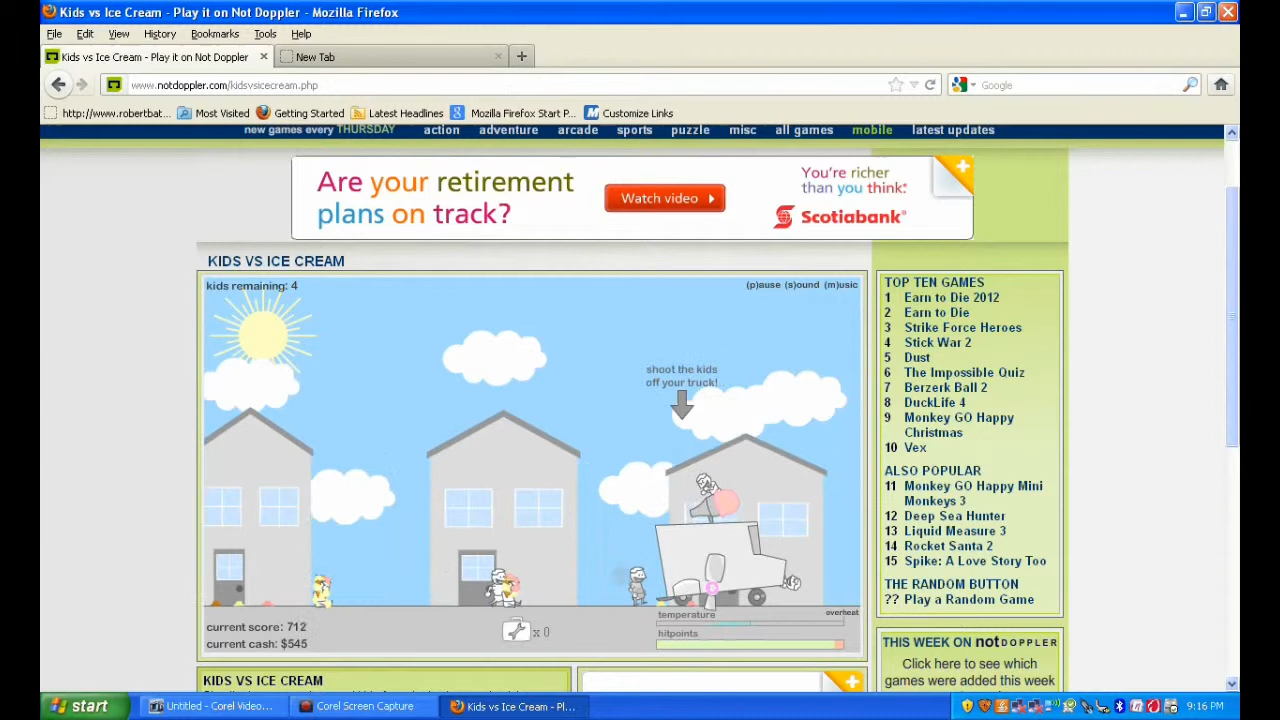 Kids vs Ice Cream - Play it on Not Doppler - Mozilla Firefox
File Edit View History Bookmarks Tools Help
Kids vs Ice Cream - Play it on Not Doppler × New Tab × +
www.notdoppler.com/kidsvsicecream.php Google
http://www.robertbat... Most Visited Getting Started Latest Headlines Mozilla Firefox Start P... Customize Links
new games every THURSDAY action adventure arcade sports puzzle misc all games mobile latest updates
Are your retirement
plans on track?
Watch video
You're richer
than you think.
Scotiabank
KIDS VS ICE CREAM
kids remaining: 4 (p)ause (s)ound (m)usic
shoot the kids
off your truck!
temperature overheat
hitpoints
current score: 712
current cash: $545
x 0
TOP TEN GAMES
1 Earn to Die 2012
2 Earn to Die
3 Strike Force Heroes
4 Stick War 2
5 Dust
6 The Impossible Quiz
7 Berzerk Ball 2
8 DuckLife 4
9 Monkey GO Happy
Christmas
10 Vex
ALSO POPULAR
11 Monkey GO Happy Mini
Monkeys 3
12 Deep Sea Hunter
13 Liquid Measure 3
14 Rocket Santa 2
15 Spike: A Love Story Too
THE RANDOM BUTTON
?? Play a Random Game
THIS WEEK ON notDOPPLER
Click here to see which
games were added this week
KIDS VS ICE CREAM
start Untitled - Corel Video... Corel Screen Capture Kids vs Ice Cream - Pl... 9:16 PM